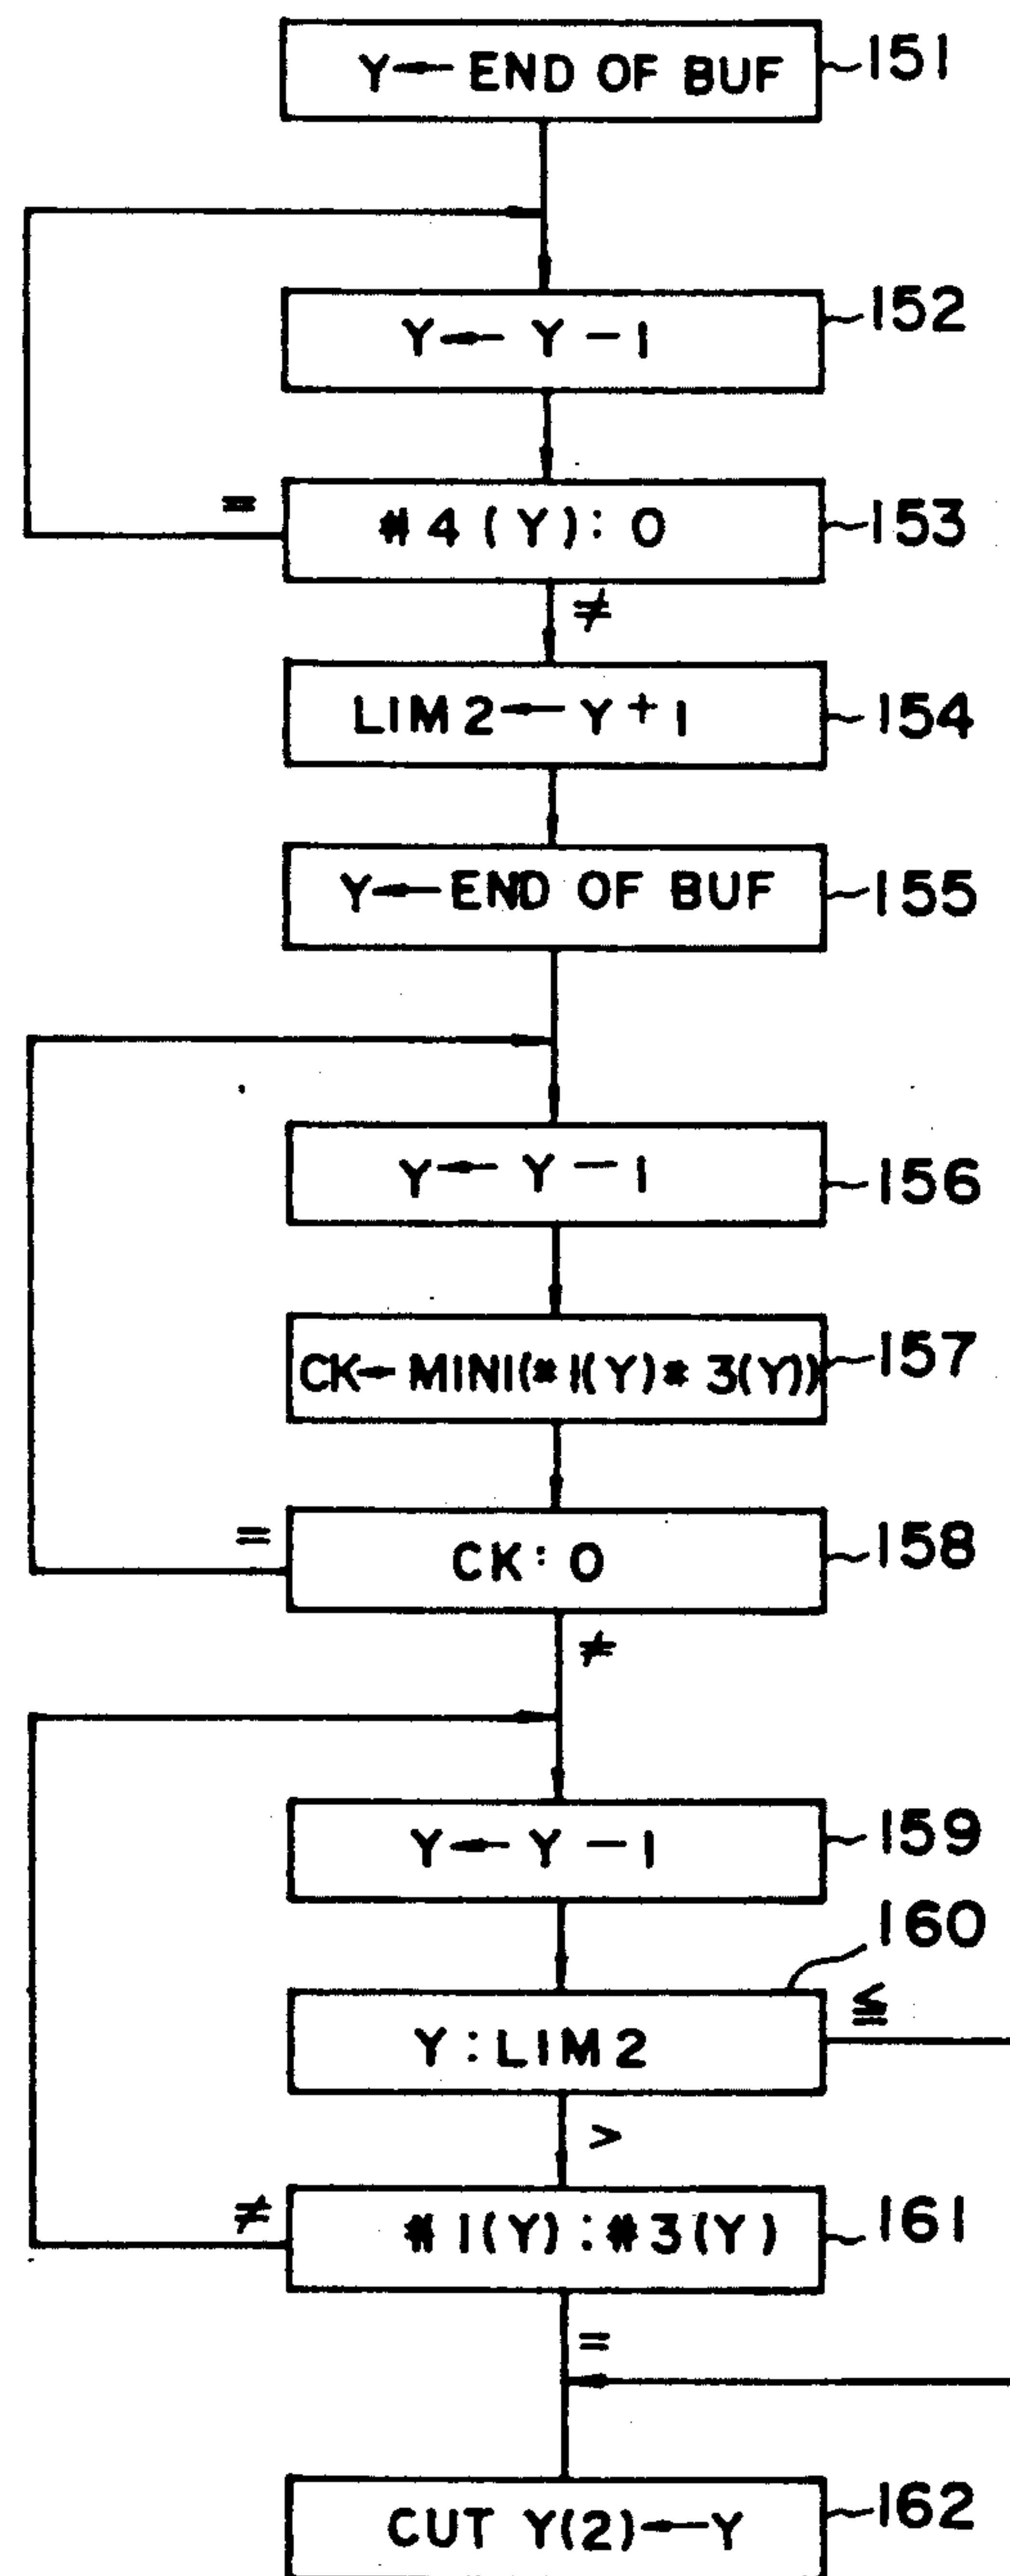 Y←END OF BUF 151
Y← Y - 1 152
= #4(Y): 0 153
≠
LIM2← Y + 1 154
Y←END OF BUF 155
Y← Y - 1 156
CK← MINI(*1(Y)* 3(Y)) 157
= CK: 0 158
≠
Y← Y - 1 159
160
Y : LIM2 ≦
>
≠ #1(Y) : #3(Y) 161
=
CUT Y(2)←Y 162